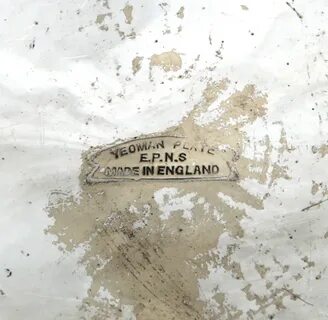 YEOMAN PLATE
E.P.N.S
MADE IN ENGLAND